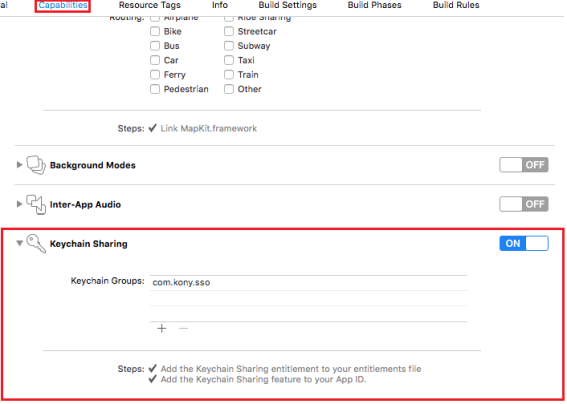 al Capabilities Resource Tags Info Build Settings Build Phases Build Rules
Routing: Airplane Ride Sharing
Bike Streetcar
Bus Subway
Car Taxi
Ferry Train
Pedestrian Other
Steps: ✔ Link MapKit.framework
Background Modes OFF
Inter-App Audio OFF
Keychain Sharing ON
Keychain Groups: com.kony.sso
+ −
Steps: ✔ Add the Keychain Sharing entitlement to your entitlements file
✔ Add the Keychain Sharing feature to your App ID.